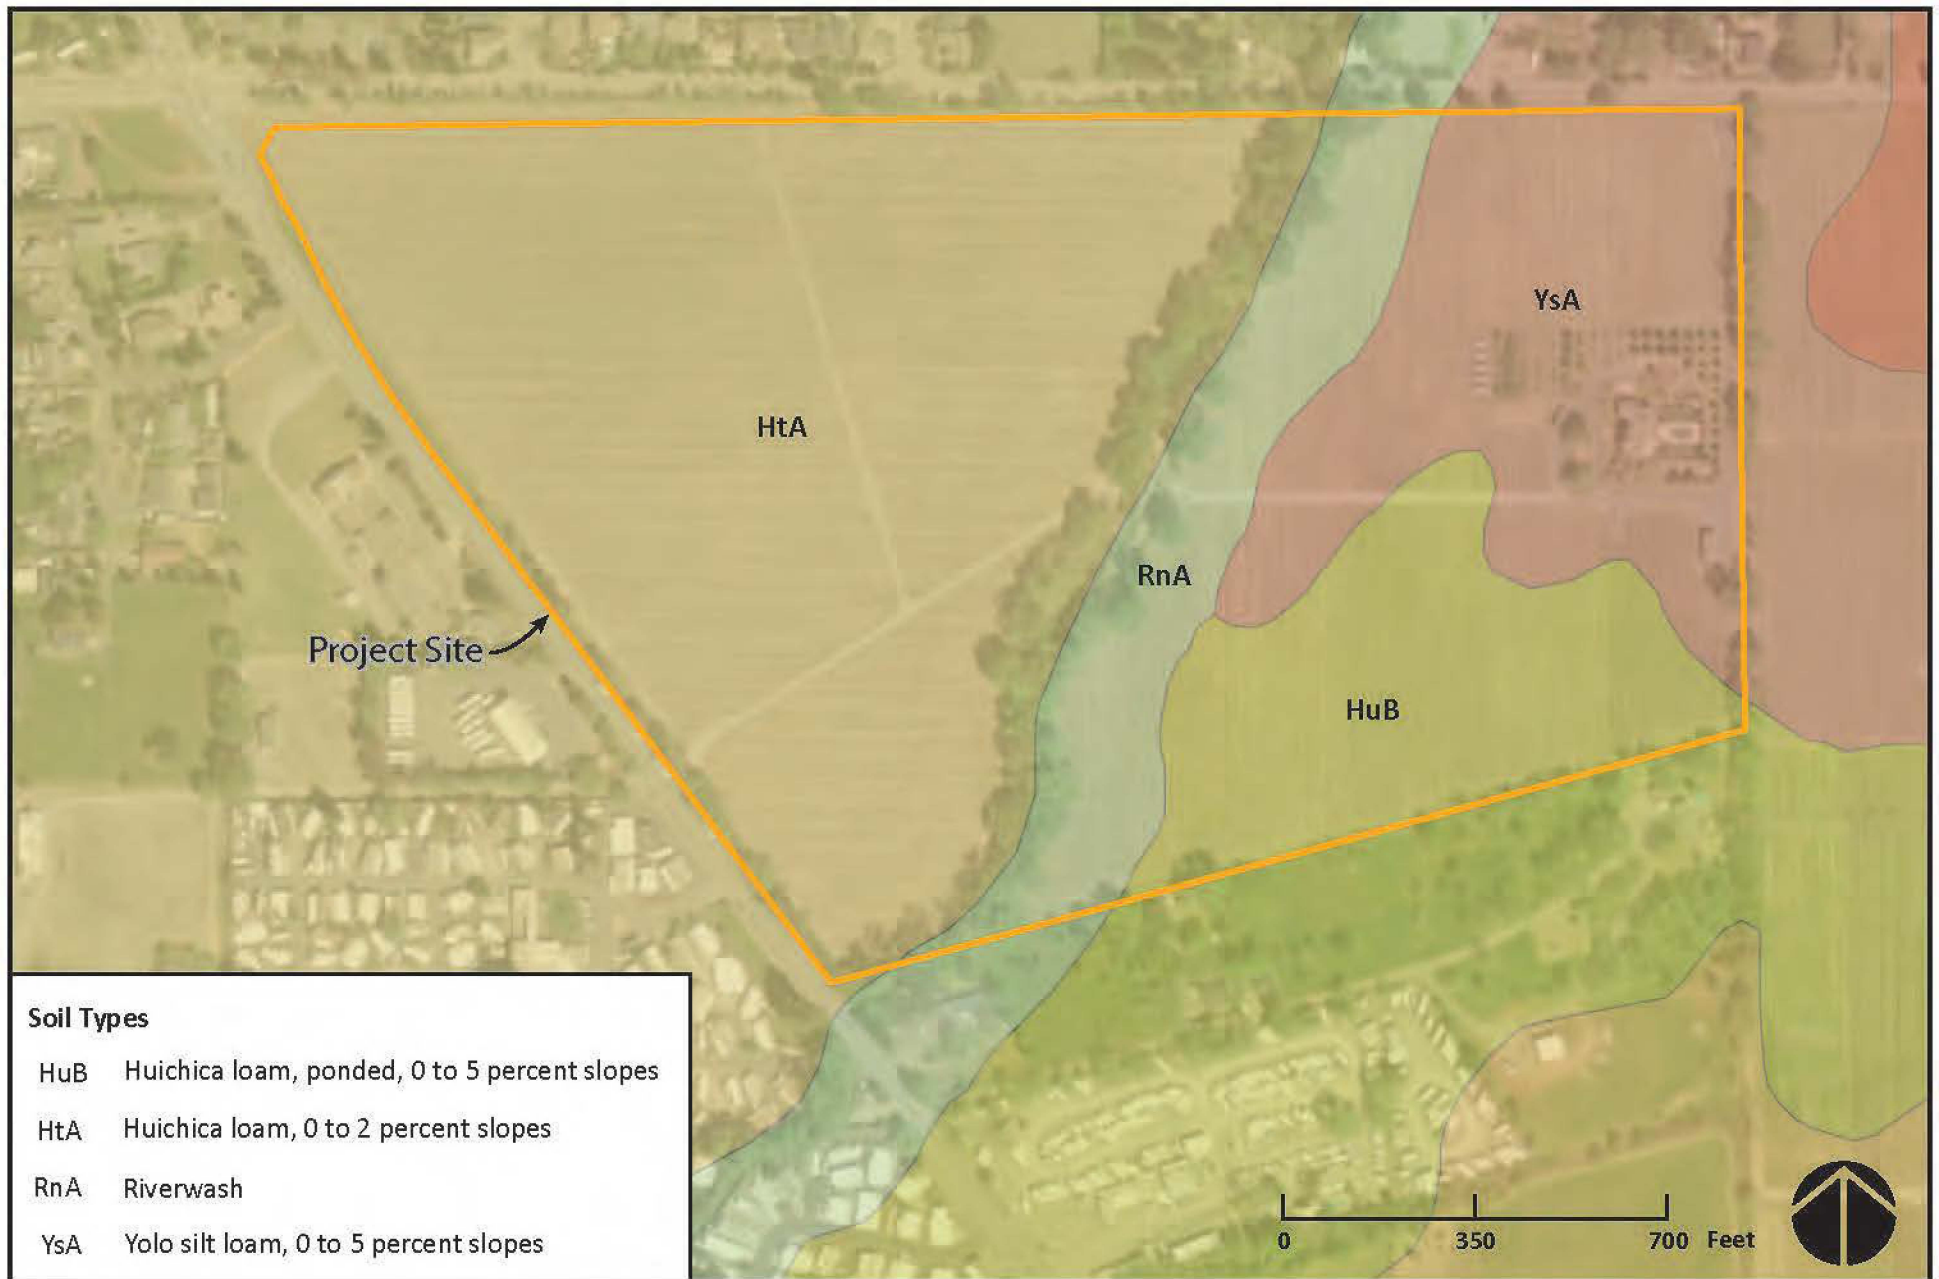 YsA
HtA
RnA
Project Site
HuB
Soil Types
HuB Huichica loam, ponded, 0 to 5 percent slopes
HtA Huichica loam, 0 to 2 percent slopes
RnA Riverwash
YsA Yolo silt loam, 0 to 5 percent slopes
0 350 700 Feet